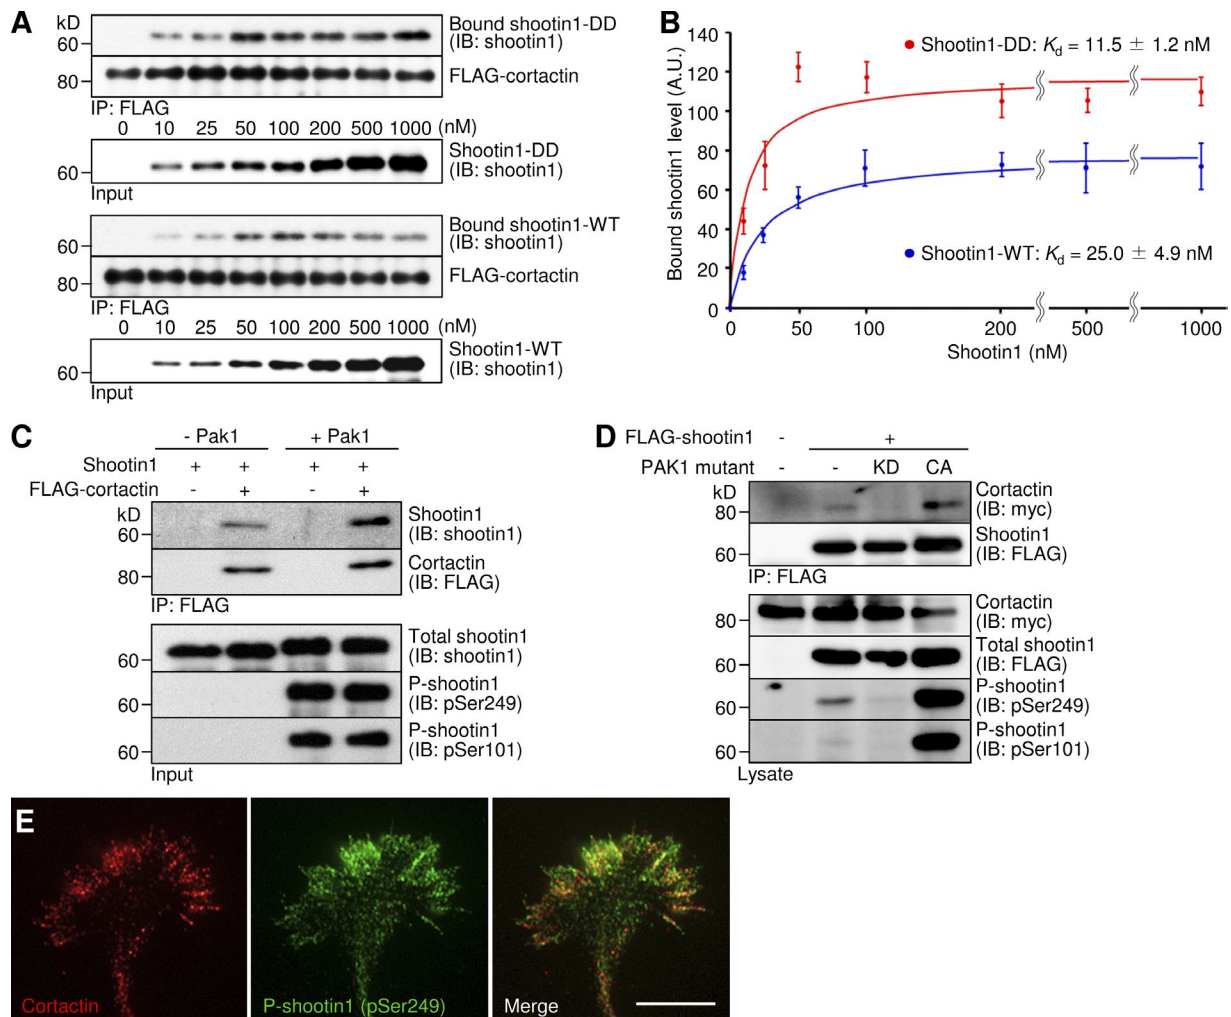 A
kD
60
80
Bound shootin1-DD
(IB: shootin1)
FLAG-cortactin
IP: FLAG
0 10 25 50 100 200 500 1000 (nM)
60
Shootin1-DD
(IB: shootin1)
Input
60
80
Bound shootin1-WT
(IB: shootin1)
FLAG-cortactin
IP: FLAG
0 10 25 50 100 200 500 1000 (nM)
60
Shootin1-WT
(IB: shootin1)
Input
B
Bound shootin1 level (A.U.)
140
120
100
80
60
40
20
0
Shootin1-DD: Kd = 11.5 ± 1.2 nM
Shootin1-WT: Kd = 25.0 ± 4.9 nM
0 50 100 200 500 1000
Shootin1 (nM)
C
- Pak1 + Pak1
Shootin1 + + + +
FLAG-cortactin - + - +
kD
60
80
Shootin1
(IB: shootin1)
Cortactin
(IB: FLAG)
IP: FLAG
60
60
60
Total shootin1
(IB: shootin1)
P-shootin1
(IB: pSer249)
P-shootin1
(IB: pSer101)
Input
D
FLAG-shootin1 - +
PAK1 mutant - - KD CA
kD
80
60
Cortactin
(IB: myc)
Shootin1
(IB: FLAG)
IP: FLAG
80
60
60
60
Cortactin
(IB: myc)
Total shootin1
(IB: FLAG)
P-shootin1
(IB: pSer249)
P-shootin1
(IB: pSer101)
Lysate
E
Cortactin
P-shootin1 (pSer249)
Merge